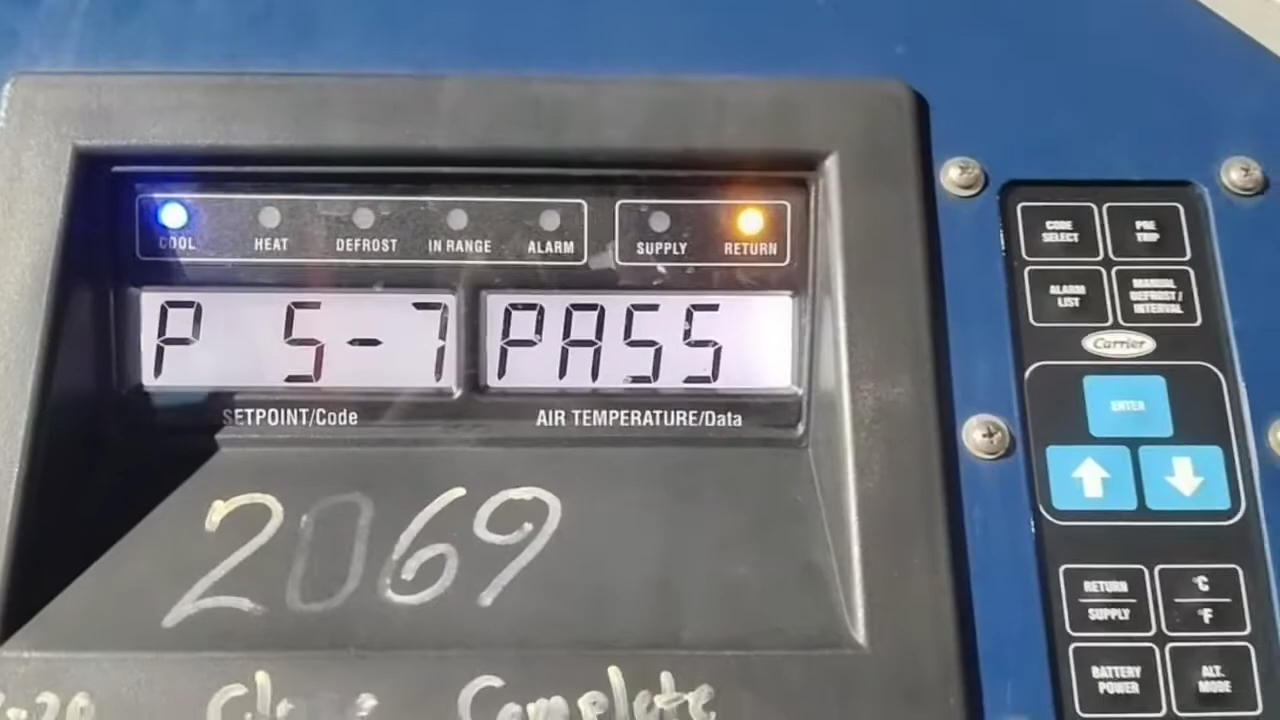 COOL HEAT DEFROST IN RANGE ALARM SUPPLY RETURN
P 5-7 PASS
SETPOINT/Code AIR TEMPERATURE/Data
2069
Complete
CODE SELECT
PRE TRIP
ALARM LIST
MANUAL DEFROST / INTERVAL
Carrier
ENTER
RETURN SUPPLY
°C °F
BATTERY POWER
ALT. MODE